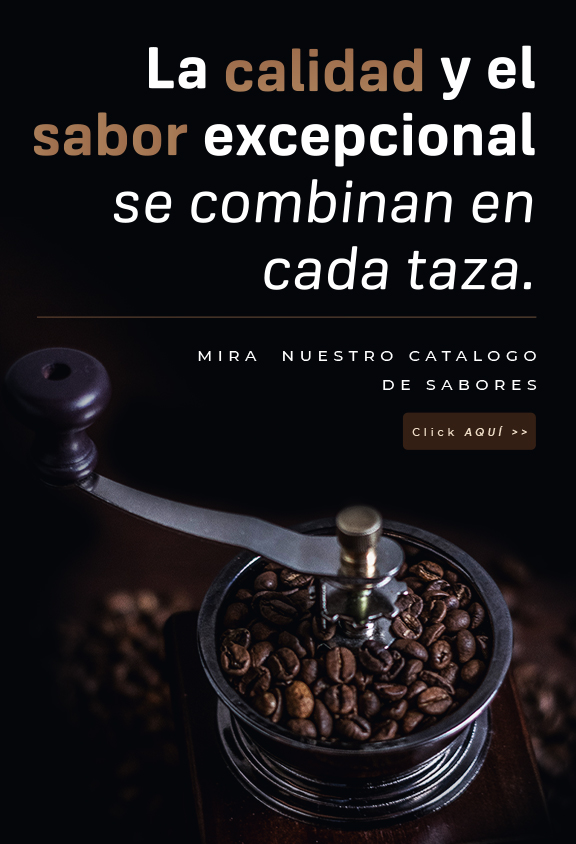 La calidad y el
sabor excepcional
se combinan en
cada taza.
MIRA NUESTRO CATALOGO
DE SABORES
Click AQUÍ >>